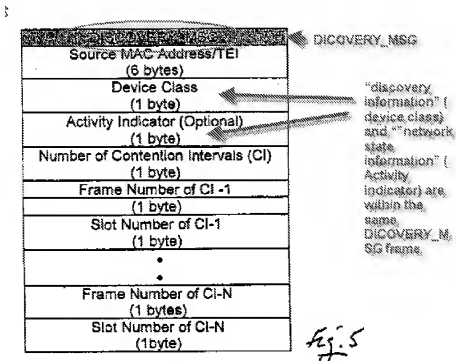 DICOVERY_MSG
Source MAC Address/TEI
(6 bytes)
Device Class
(1 byte)
Activity Indicator (Optional)
(1 byte)
Number of Contention Intervals (CI)
(1 byte)
Frame Number of CI -1
(1 byte)
Slot Number of CI-1
(1 byte)
Frame Number of CI-N
(1 bytes)
Slot Number of CI-N
(1byte)
"discovery
information" (
device class)
and ""network
state
information" (
Activity
Indicator) are
within the
same
DICOVERY_M
SG frame
Fig. 5